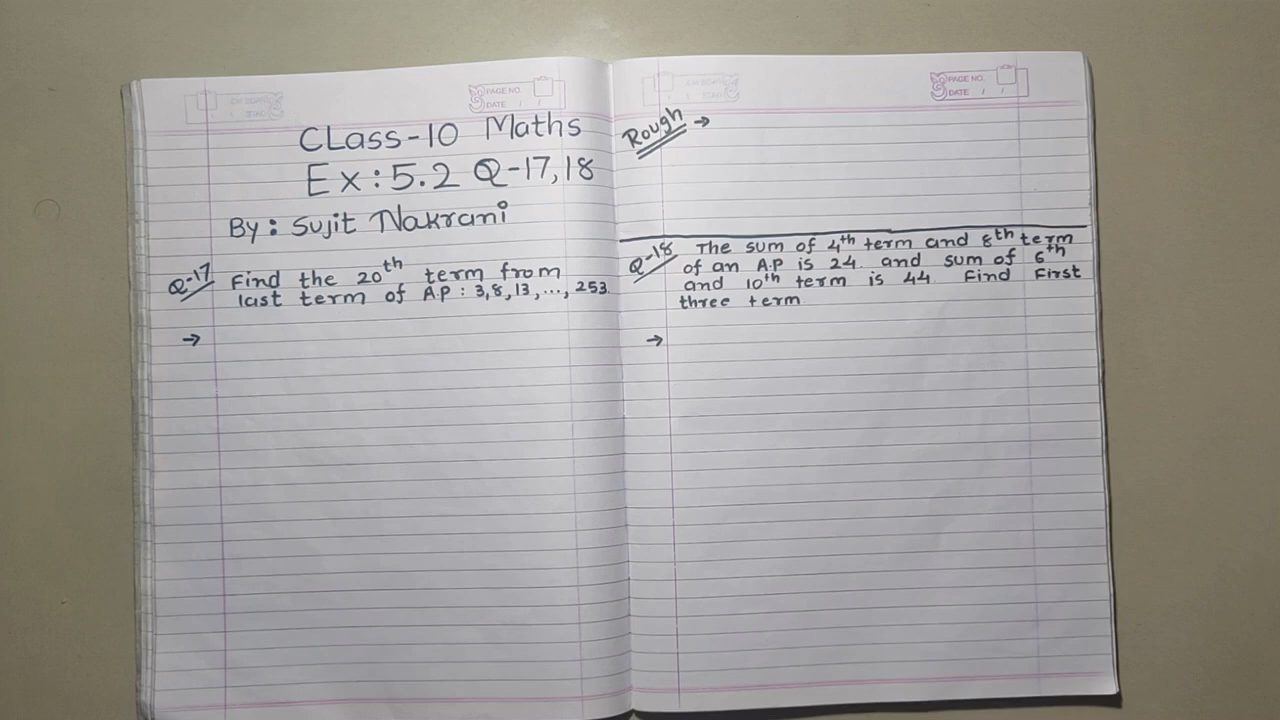 PAGE NO.
DATE / /
CLass-10 Maths
Ex: 5.2 Q-17,18
By: Sujit Nakrani
Q-17 Find the 20th term from
last term of A.P : 3,8,13,...,253.
→
PAGE NO.
DATE / /
Rough →
Q-18 The sum of 4th term and 8th term
of an A.P is 24 and sum of 6th
and 10th term is 44. Find First
three term
→